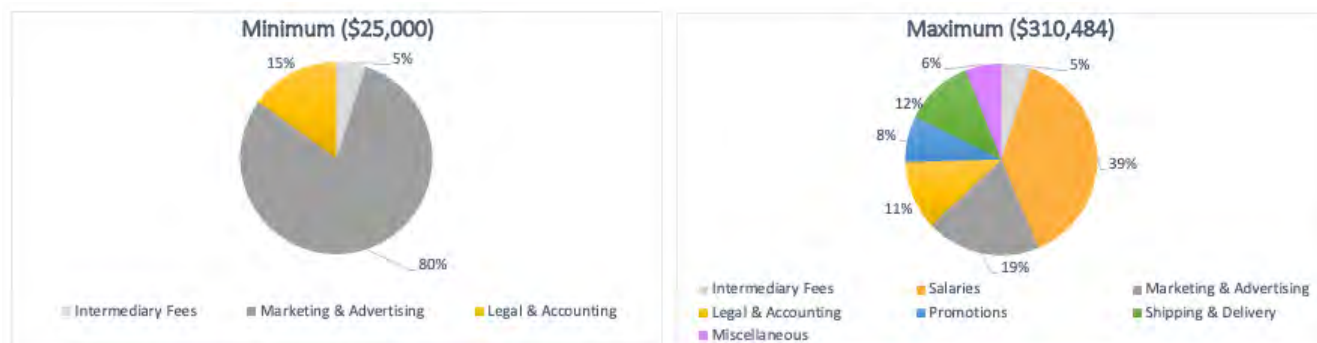 Minimum ($25,000)
15%
5%
80%
Intermediary Fees
Marketing & Advertising
Legal & Accounting
Maximum ($310,484)
6%
5%
12%
8%
39%
11%
19%
Intermediary Fees
Salaries
Marketing & Advertising
Legal & Accounting
Promotions
Shipping & Delivery
Miscellaneous